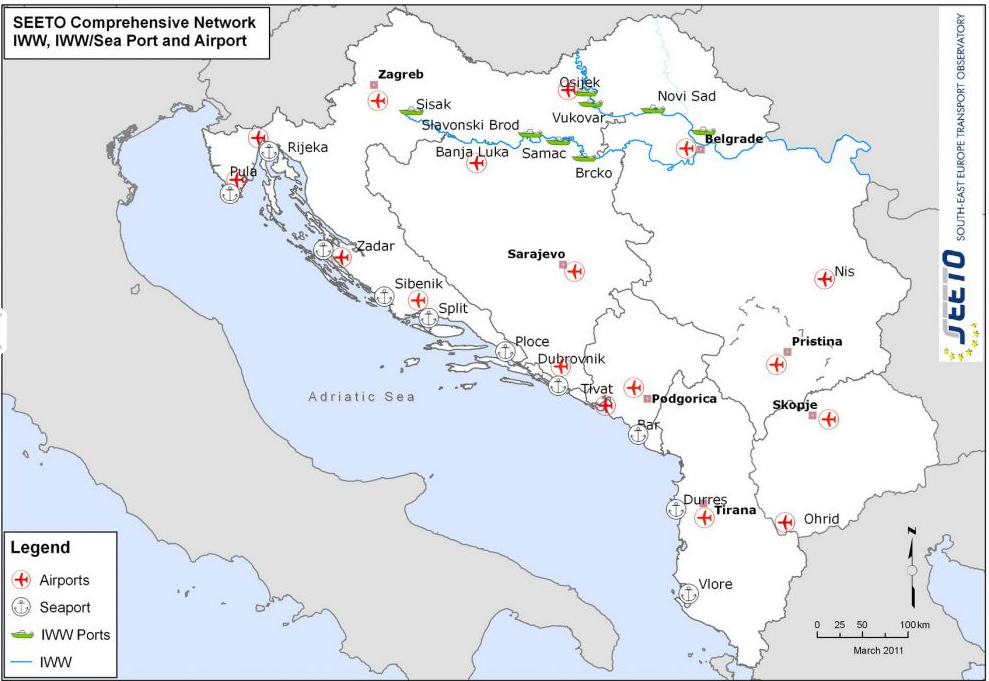 SEETO Comprehensive Network
IWW, IWW/Sea Port and Airport
SEETO SOUTH-EAST EUROPE TRANSPORT OBSERVATORY
Zagreb
Osijek
Sisak
Novi Sad
Vukovar
Slavonski Brod
Belgrade
Rijeka
Banja Luka
Samac
Brcko
Pula
Zadar
Sarajevo
Nis
Sibenik
Split
Ploce
Pristina
Dubrovnik
Tivat
Adriatic Sea
Podgorica
Skopje
Bar
Durres
Tirana
Ohrid
Vlore
Legend
Airports
Seaport
IWW Ports
IWW
N
0 25 50 100 km
March 2011